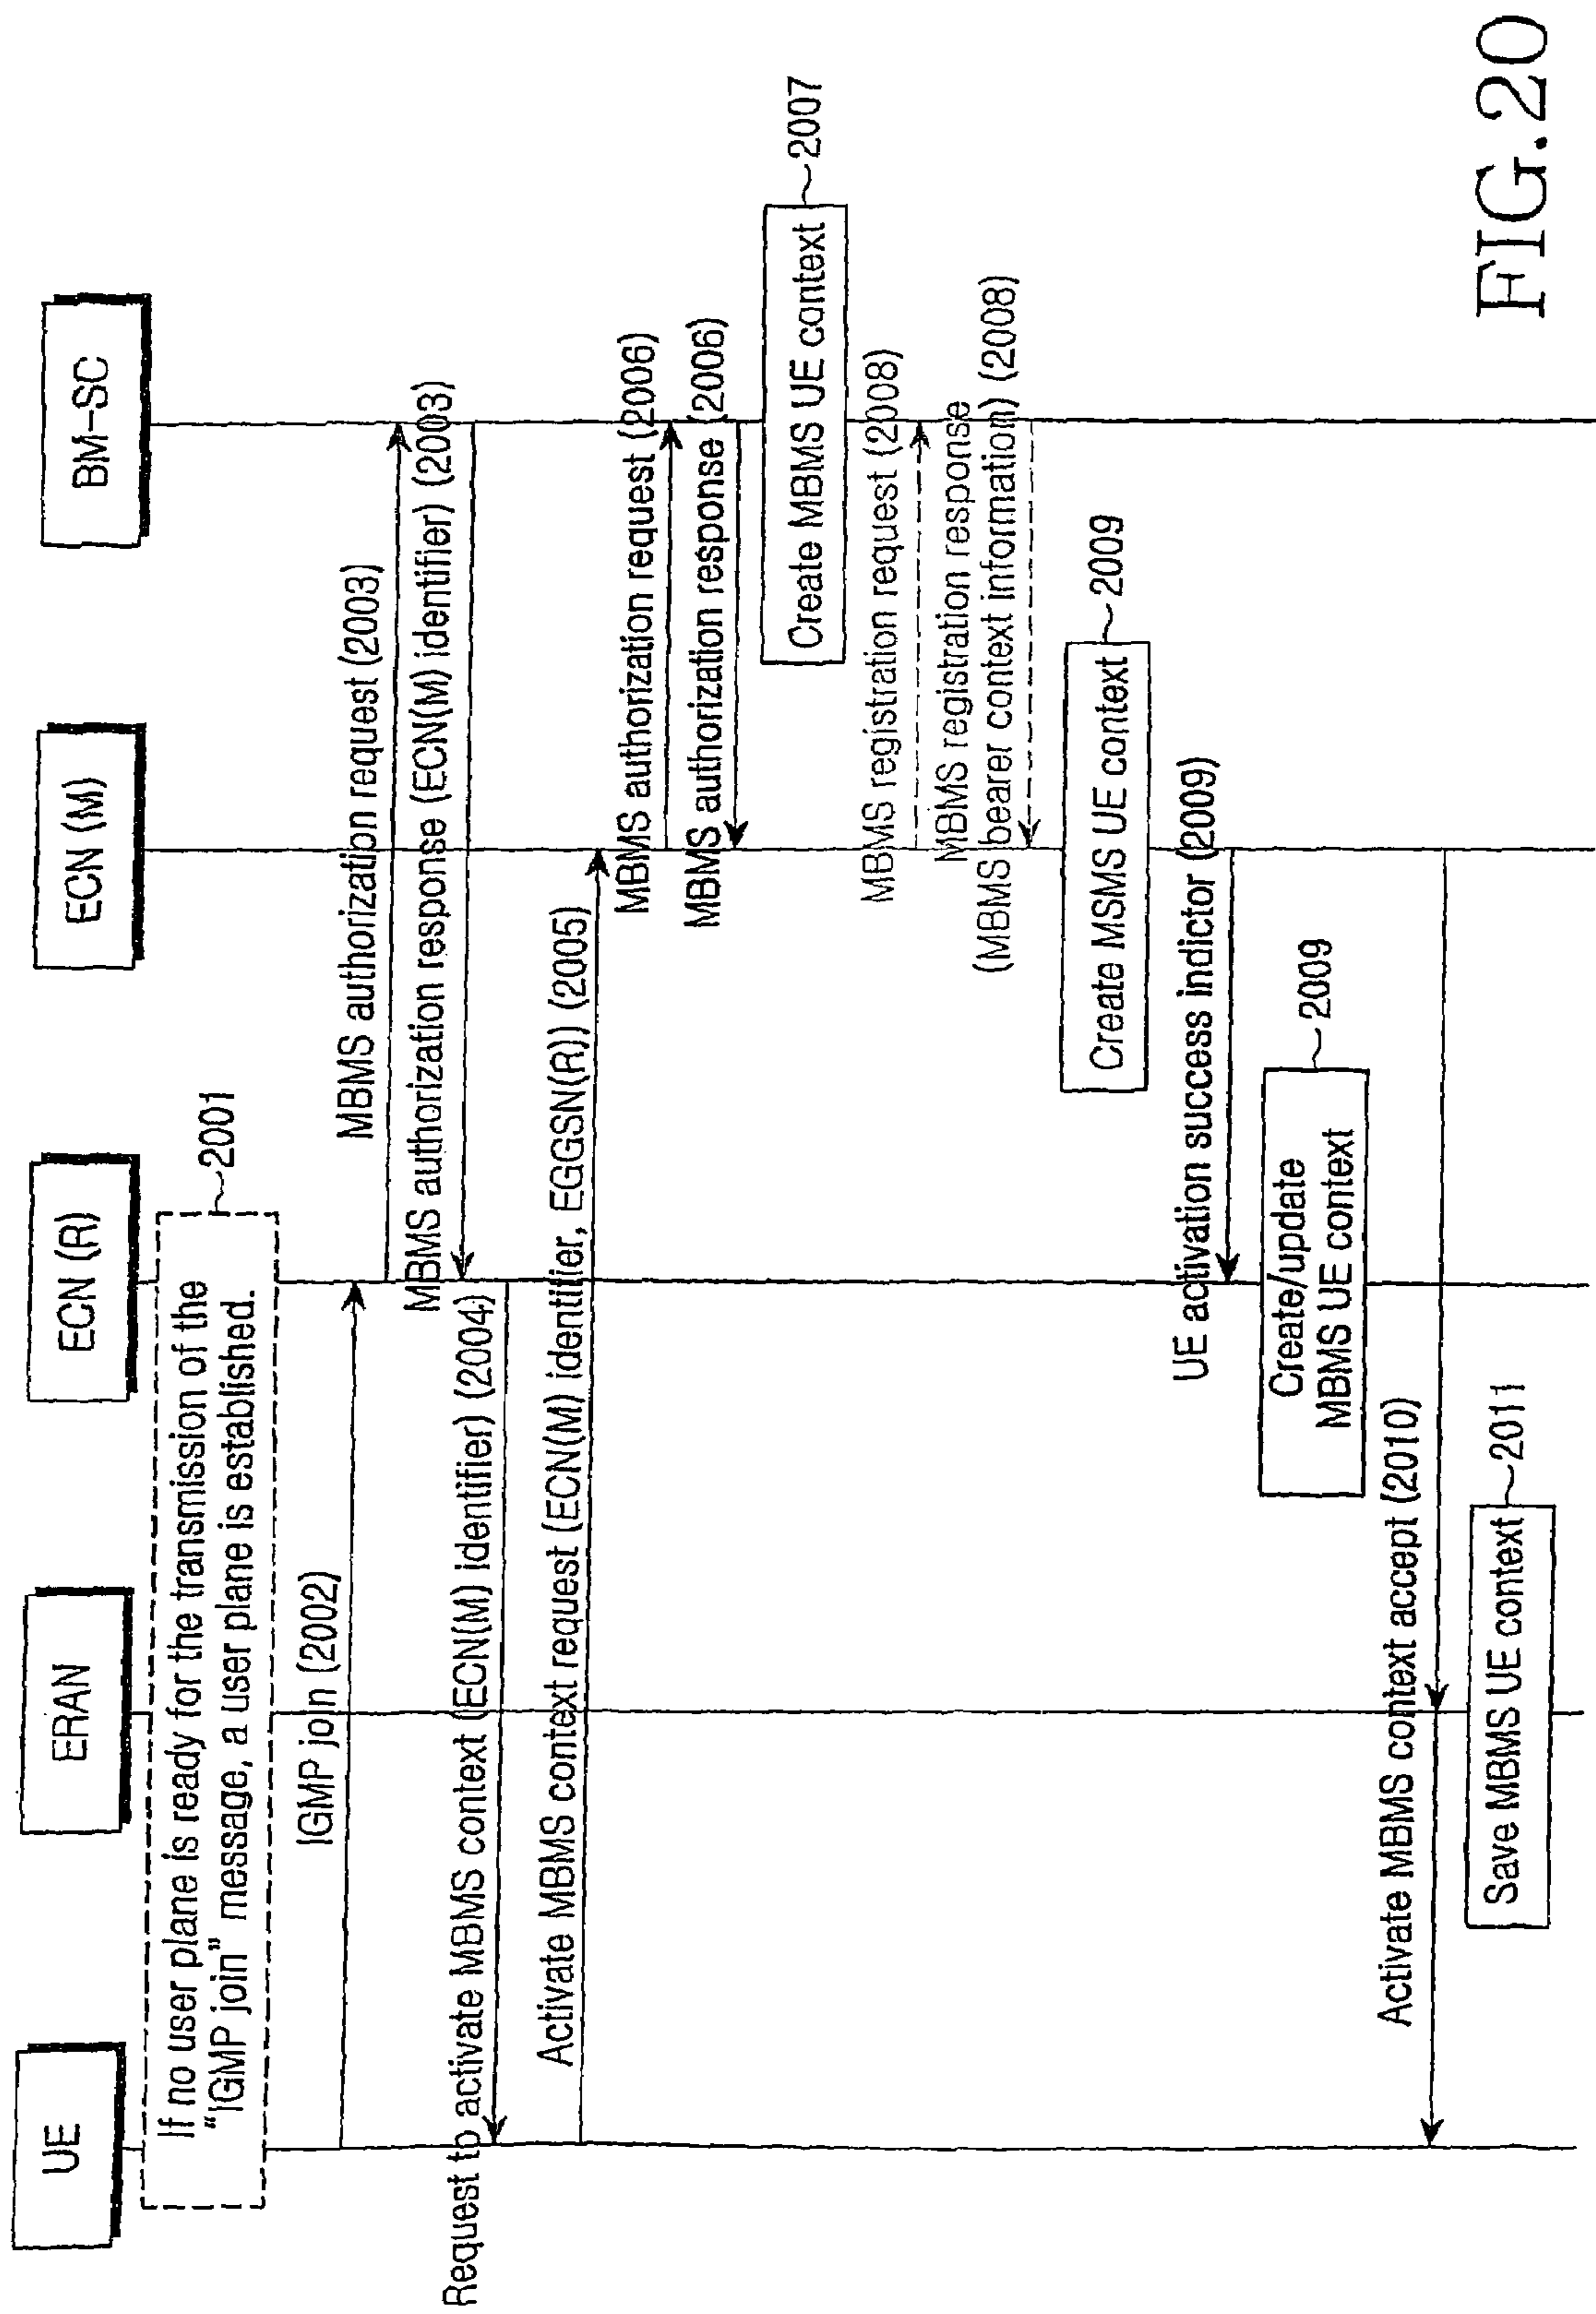 UE
ERAN
ECN (R)
ECN (M)
BM-SC
If no user plane is ready for the transmission of the
"IGMP join" message, a user plane is established.
2001
IGMP join (2002)
MBMS authorization request (2003)
MBMS authorization response (ECN(M) identifier) (2003)
Request to activate MBMS context (ECN(M) identifier) (2004)
Activate MBMS context request (ECN(M) identifier, EGGSN(R)) (2005)
MBMS authorization request (2006)
MBMS authorization response (2006)
Create MBMS UE context
2007
MBMS registration request (2008)
MBMS registration response
(MBMS bearer context information) (2008)
Create MSMS UE context
2009
UE activation success indictor (2009)
Create/update
MBMS UE context
2009
Activate MBMS context accept (2010)
Save MBMS UE context
2011
FIG.20